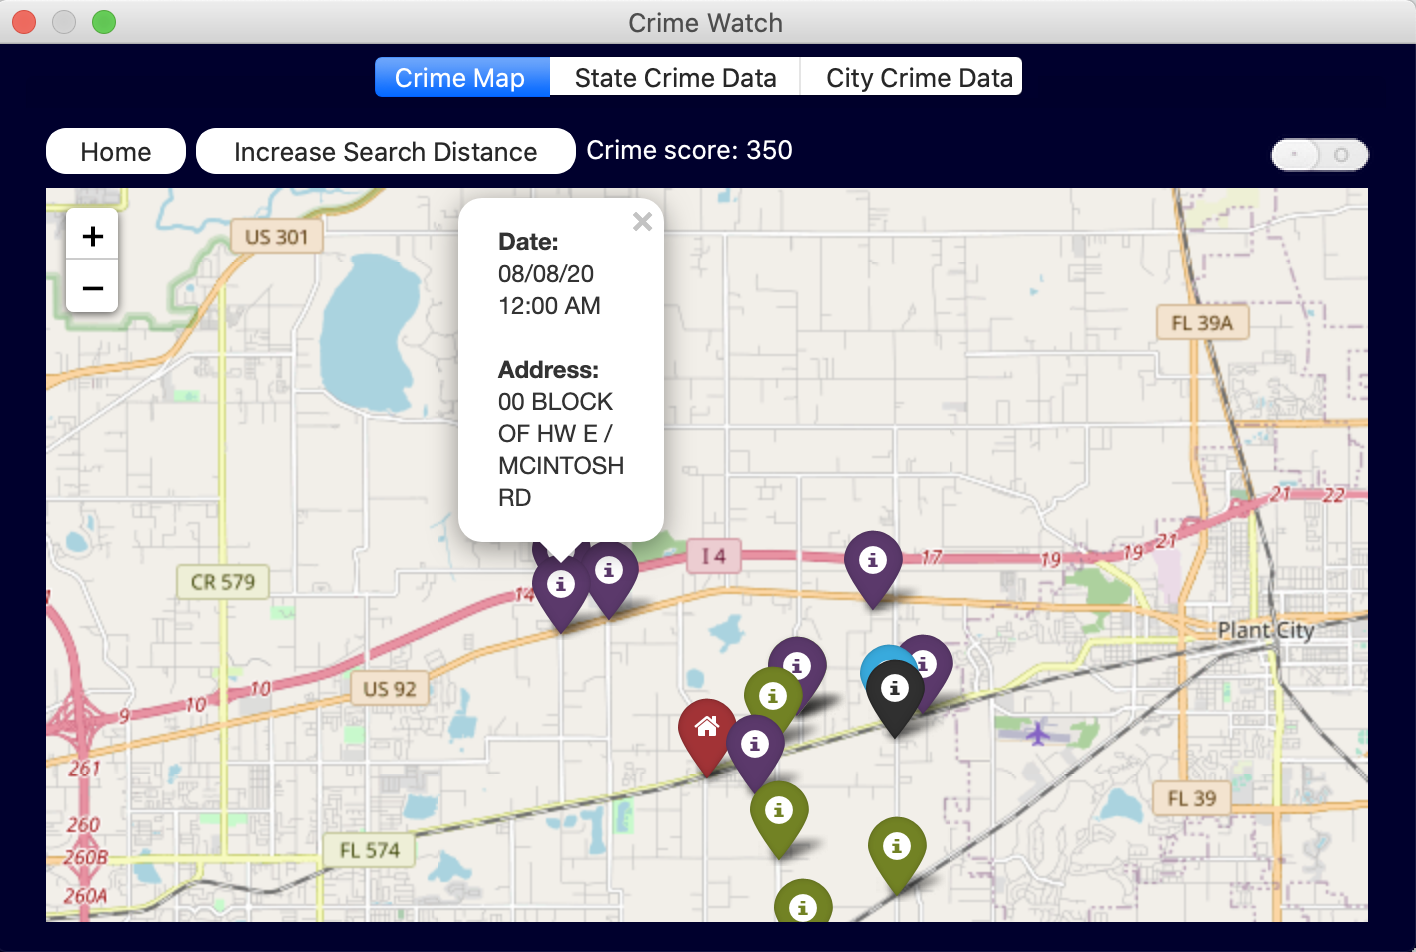 Crime Watch
Crime Map
State Crime Data
City Crime Data
Home
Increase Search Distance
Crime score: 350
+
−
×
Date:
08/08/20
12:00 AM
Address:
00 BLOCK
OF HW E /
MCINTOSH
RD
US 301
FL 39A
21
22
I 4
17
19
19
21
CR 579
14
Plant City
US 92
10
10
9
261
FL 39
260
FL 574
260B
260A